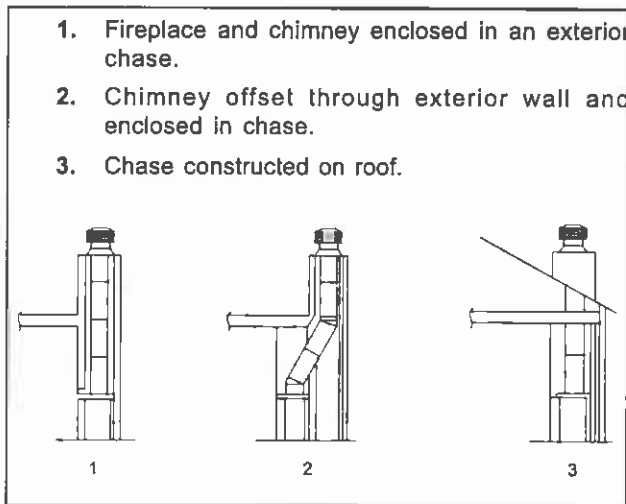 1. Fireplace and chimney enclosed in an exterior
chase.
2. Chimney offset through exterior wall and
enclosed in chase.
3. Chase constructed on roof.
1 2 3